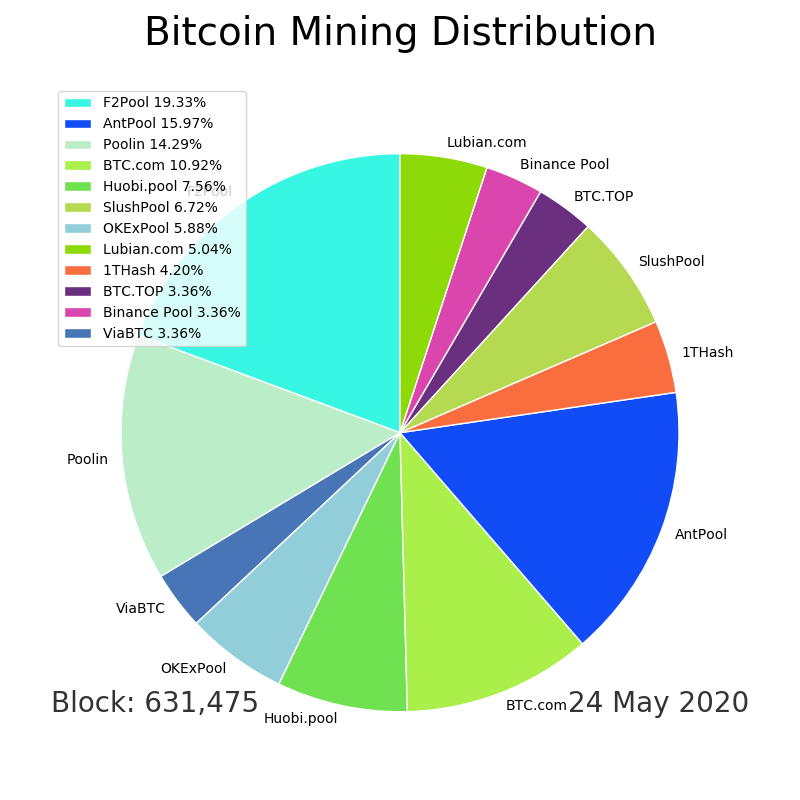 Bitcoin Mining Distribution
F2Pool 19.33%
AntPool 15.97%
Poolin 14.29%
BTC.com 10.92%
Huobi.pool 7.56%
SlushPool 6.72%
OKExPool 5.88%
Lubian.com 5.04%
1THash 4.20%
BTC.TOP 3.36%
Binance Pool 3.36%
ViaBTC 3.36%
Lubian.com
Binance Pool
BTC.TOP
F2Pool
SlushPool
1THash
Poolin
AntPool
ViaBTC
OKExPool
Huobi.pool
BTC.com
Block: 631,475
24 May 2020